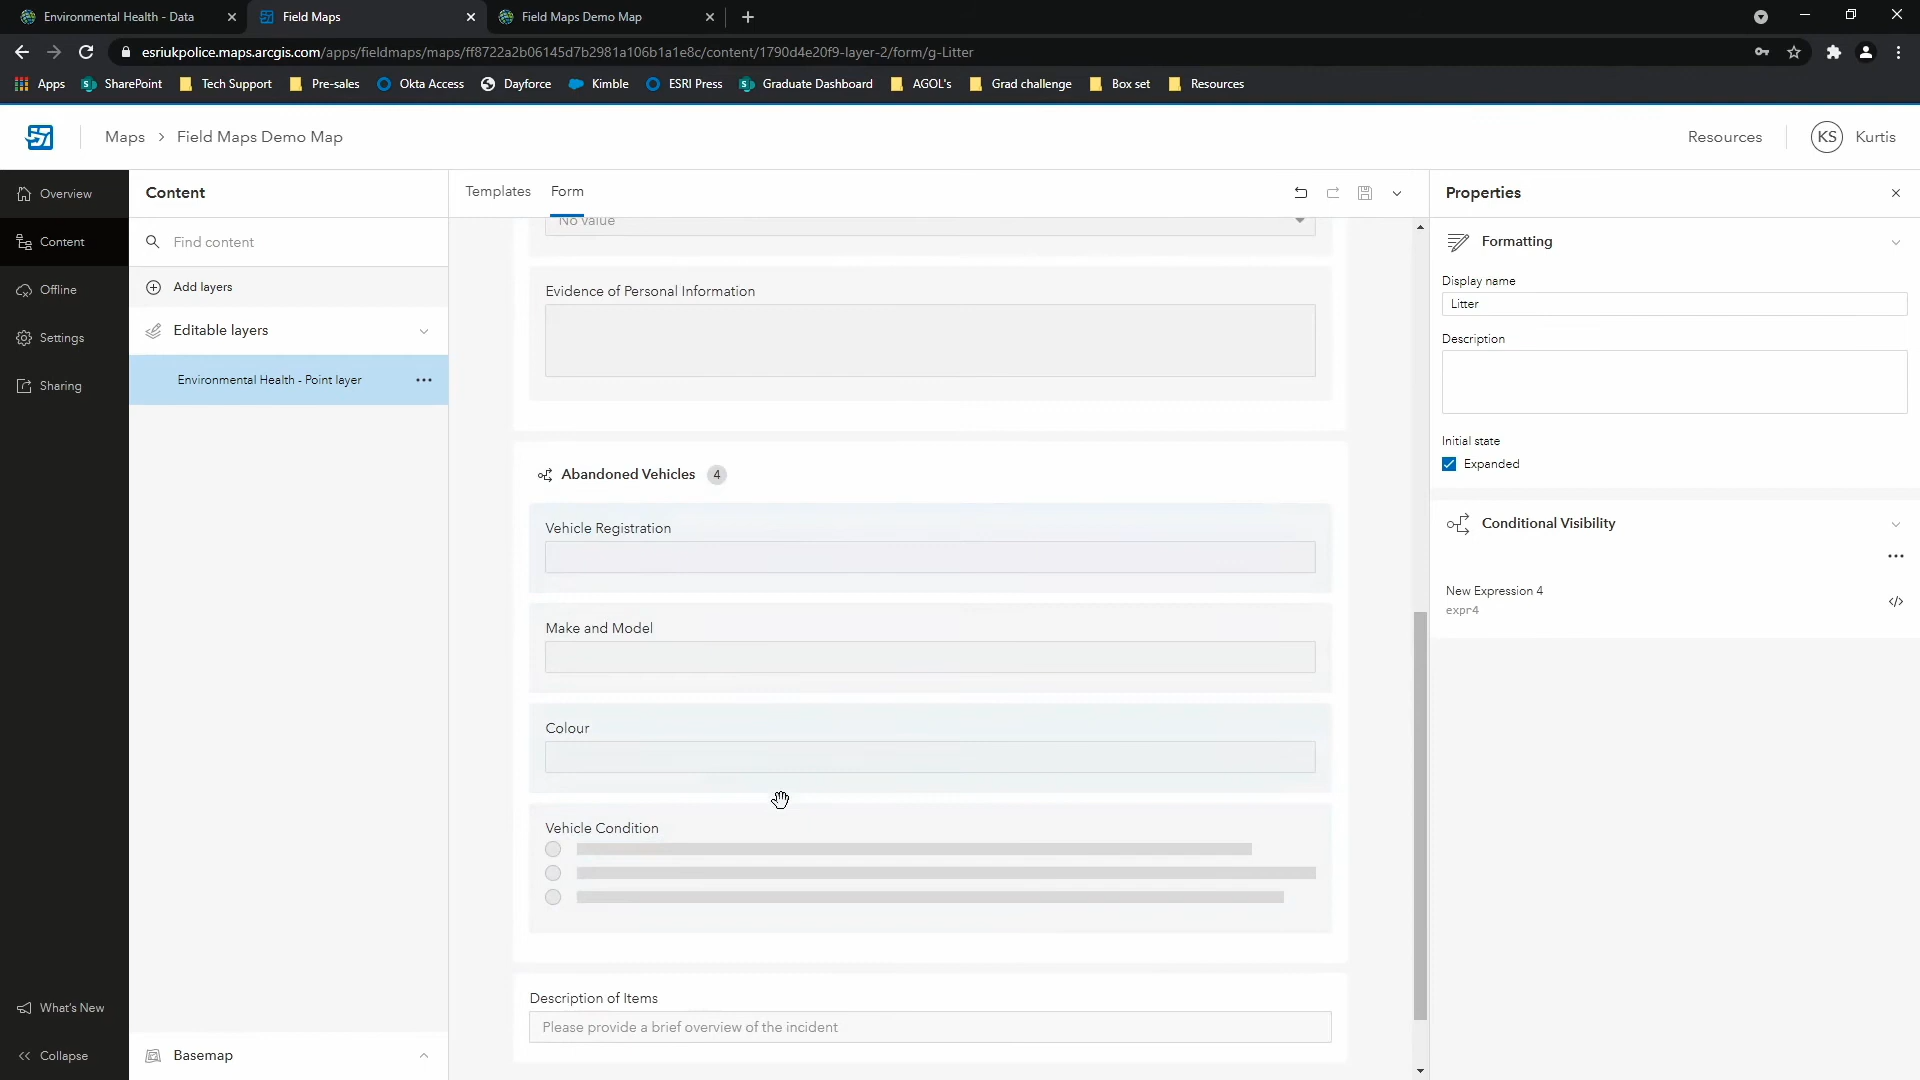 Environmental Health - Data
Field Maps
Field Maps Demo Map
esriukpolice.maps.arcgis.com/apps/fieldmaps/maps/ff8722a2b06145d7b2981a106b1a1e8c/content/1790d4e20f9-layer-2/form/g-Litter
Apps SharePoint Tech Support Pre-sales Okta Access Dayforce Kimble ESRI Press Graduate Dashboard AGOL's Grad challenge Box set Resources
Maps > Field Maps Demo Map
Resources
KS Kurtis
Overview
Content
Offline
Settings
Sharing
What's New
Collapse
Content
Find content
Add layers
Editable layers
Environmental Health - Point layer
Basemap
Templates Form
No value
Evidence of Personal Information
Abandoned Vehicles 4
Vehicle Registration
Make and Model
Colour
Vehicle Condition
Description of Items
Please provide a brief overview of the incident
Properties
Formatting
Display name
Litter
Description
Initial state
Expanded
Conditional Visibility
New Expression 4
expr4